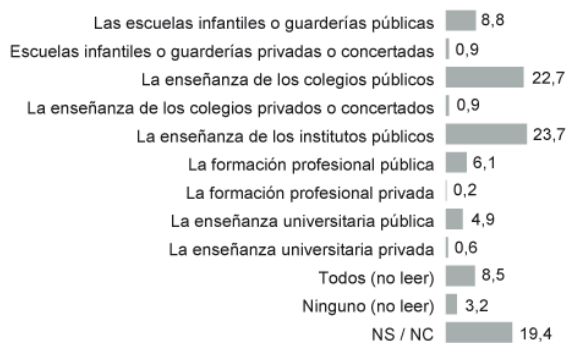 Las escuelas infantiles o guarderías públicas 8,8
Escuelas infantiles o guarderías privadas o concertadas 0,9
La enseñanza de los colegios públicos 22,7
La enseñanza de los colegios privados o concertados 0,9
La enseñanza de los institutos públicos 23,7
La formación profesional pública 6,1
La formación profesional privada 0,2
La enseñanza universitaria pública 4,9
La enseñanza universitaria privada 0,6
Todos (no leer) 8,5
Ninguno (no leer) 3,2
NS / NC 19,4